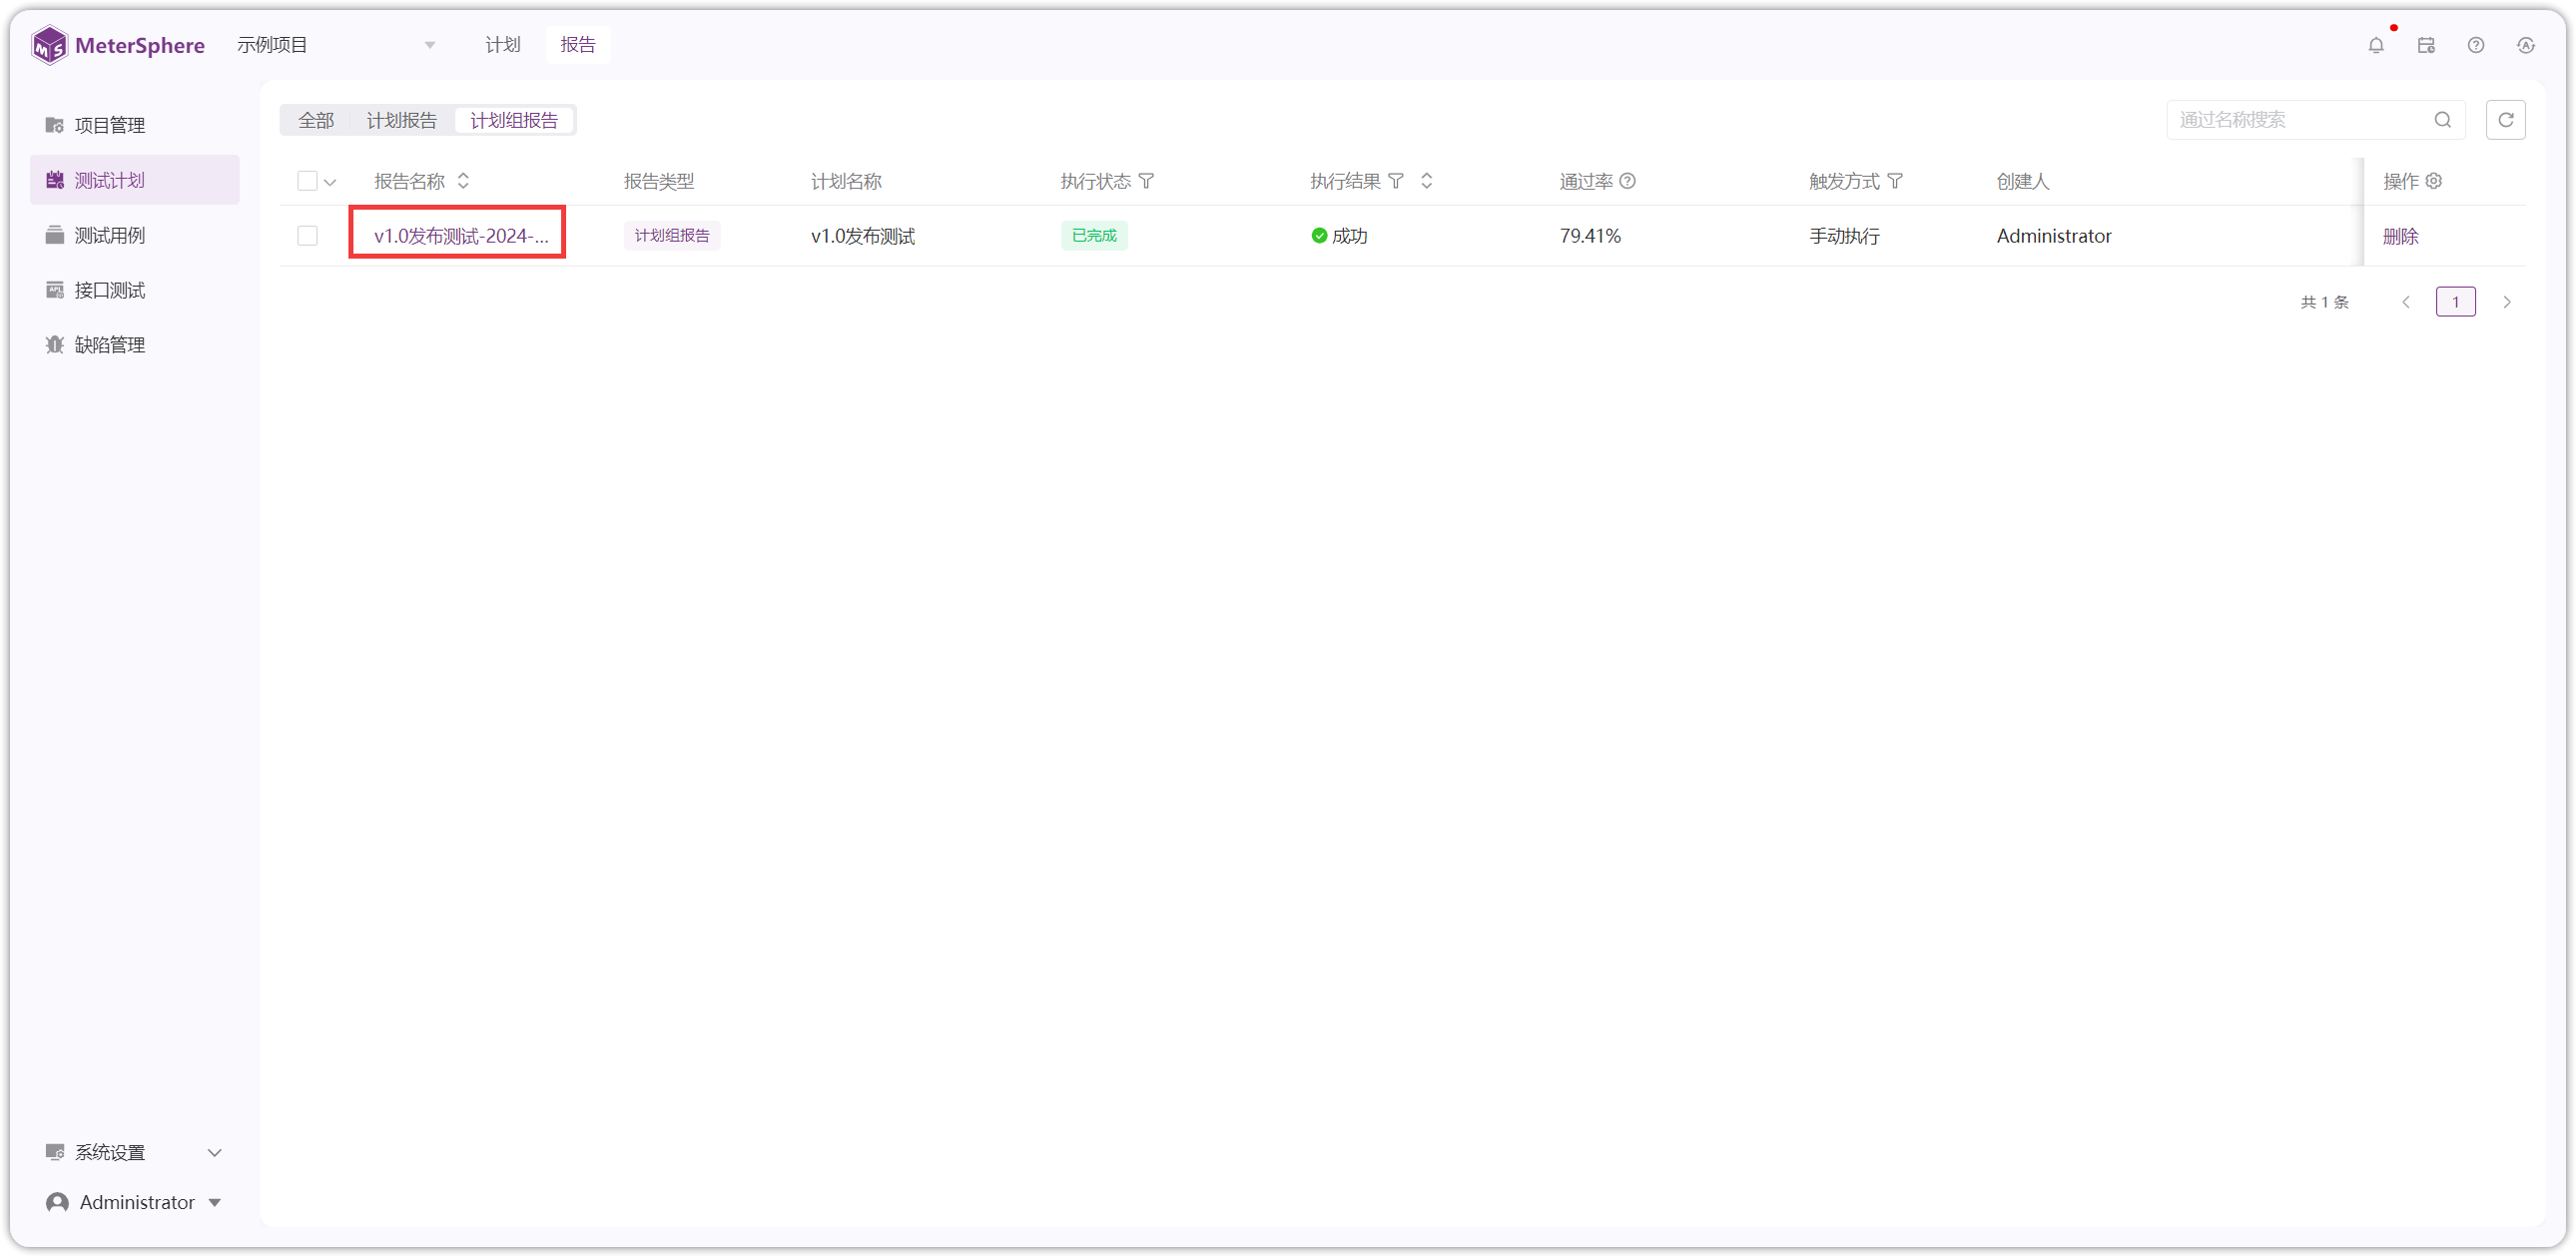 MeterSphere 示例项目 计划 报告
项目管理
测试计划
测试用例
接口测试
缺陷管理
全部 计划报告 计划组报告 通过名称搜索
报告名称 报告类型 计划名称 执行状态 执行结果 通过率 触发方式 创建人 操作
v1.0发布测试-2024-... 计划组报告 v1.0发布测试 已完成 成功 79.41% 手动执行 Administrator 删除
共 1 条 1
系统设置
Administrator